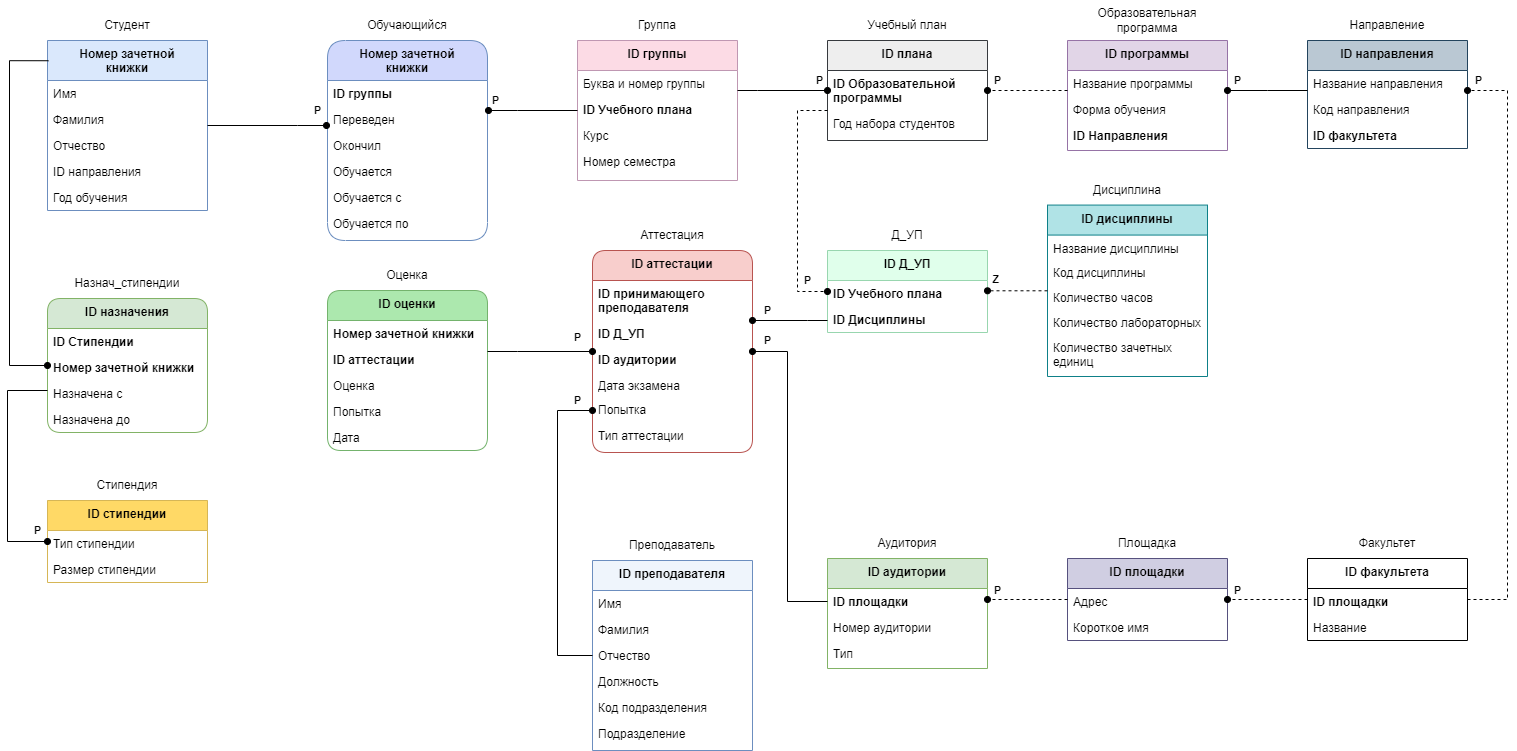 Студент
Номер зачетной
книжки
Имя
Фамилия
Отчество
ID направления
Год обучения
Обучающийся
Номер зачетной
книжки
ID группы
Переведен
Окончил
Обучается
Обучается с
Обучается по
P
Группа
ID группы
Буква и номер группы
ID Учебного плана
Курс
Номер семестра
P
Учебный план
ID плана
ID Образовательной
программы
Год набора студентов
P
P
Образовательная
программа
ID программы
Название программы
Форма обучения
ID Направления
P
Направление
ID направления
Название направления
Код направления
ID факультета
P
Дисциплина
ID дисциплины
Название дисциплины
Код дисциплины
Количество часов
Количество лабораторных
Количество зачетных
единиц
Назнач_стипендии
ID назначения
ID Стипендии
Номер зачетной книжки
Назначена с
Назначена до
Оценка
ID оценки
Номер зачетной книжки
ID аттестации
Оценка
Попытка
Дата
P
P
Аттестация
ID аттестации
ID принимающего
преподавателя
ID Д_УП
ID аудитории
Дата экзамена
Попытка
Тип аттестации
P
P
Д_УП
ID Д_УП
ID Учебного плана
ID Дисциплины
P
Z
Стипендия
ID стипендии
Тип стипендии
Размер стипендии
P
Преподаватель
ID преподавателя
Имя
Фамилия
Отчество
Должность
Код подразделения
Подразделение
Аудитория
ID аудитории
ID площадки
Номер аудитории
Тип
P
Площадка
ID площадки
Адрес
Короткое имя
P
Факультет
ID факультета
ID площадки
Название